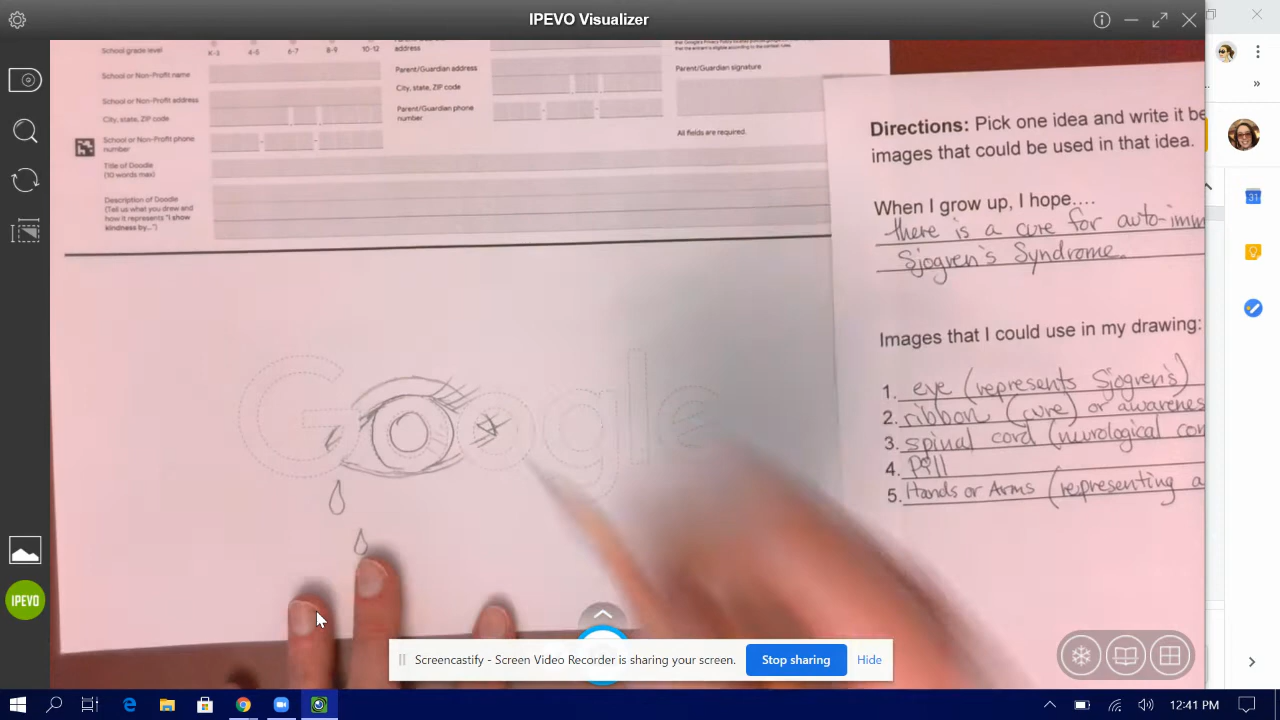 IPEVO Visualizer
School grade level
K-3 4-5 6-7 8-9 10-12
address
School or Non-Profit name
Parent/Guardian address
Parent/Guardian signature
School or Non-Profit address
City, state, ZIP code
City, state, ZIP code
Parent/Guardian phone
number
School or Non-Profit phone
number
All fields are required.
Title of Doodle
(10 words max)
Description of Doodle
(Tell us what you drew and
how it represents "I show
kindness by...")
Google
Directions: Pick one idea and write it be
images that could be used in that idea.
When I grow up, I hope....
there is a cure for auto-imm
Sjogren's Syndrome.
Images that I could use in my drawing:
1. eye (represents Sjogren's)
2. ribbon (cure) or awarenes
3. spinal cord (neurological con
4. Pill
5. Hands or Arms (representing a
31
IPEVO
Screencastify - Screen Video Recorder is sharing your screen.
Stop sharing
Hide
12:41 PM